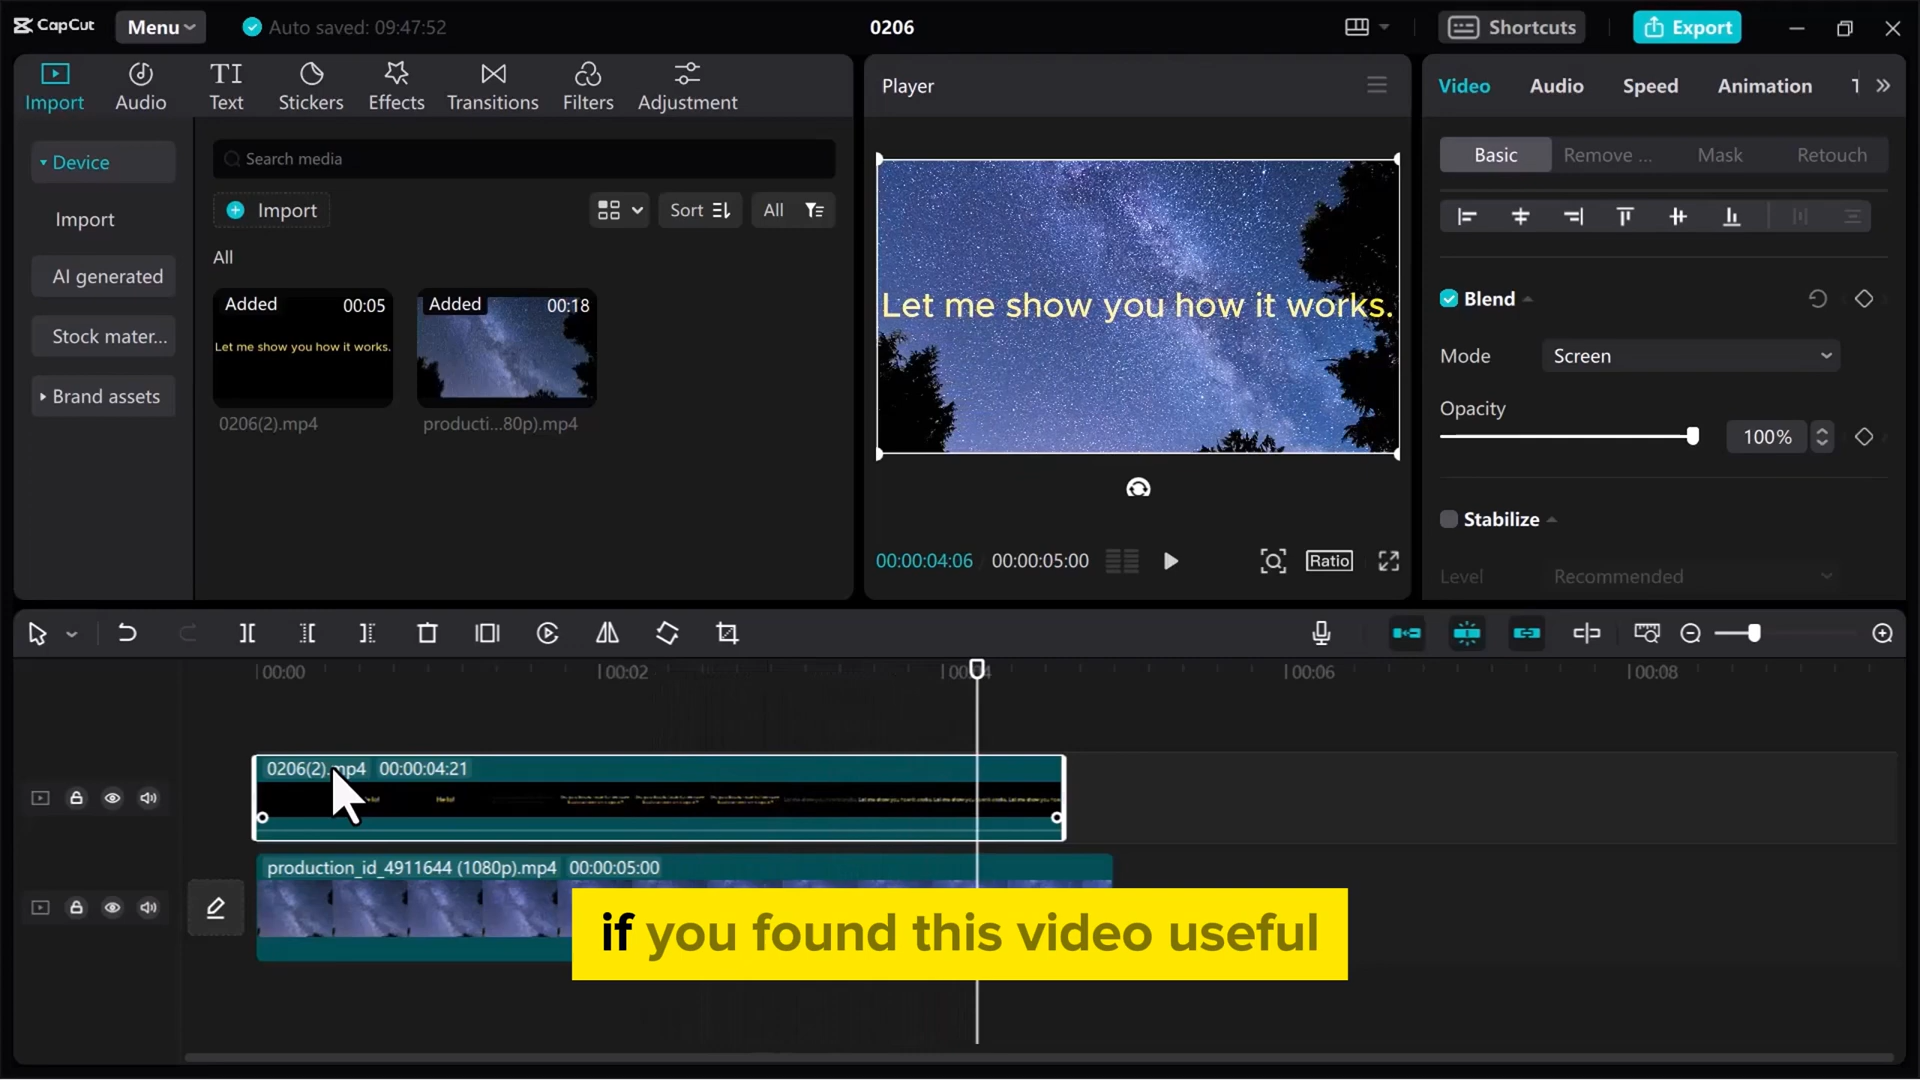 CapCut
Menu
Auto saved: 09:47:52
0206
Shortcuts
Export
Import
Audio
Text
Stickers
Effects
Transitions
Filters
Adjustment
Device
Import
AI generated
Stock mater...
Brand assets
Search media
Import
Sort
All
All
Added 00:05
Let me show you how it works.
0206(2).mp4
Added 00:18
producti...80p).mp4
Player
Let me show you how it works.
00:00:04:06 00:00:05:00
Ratio
Video
Audio
Speed
Animation
Basic
Remove ...
Mask
Retouch
Blend
Mode Screen
Opacity
100%
Stabilize
Level Recommended
00:00
00:02
00:06
00:08
0206(2).mp4 00:00:04:21
production_id_4911644 (1080p).mp4 00:00:05:00
if you found this video useful